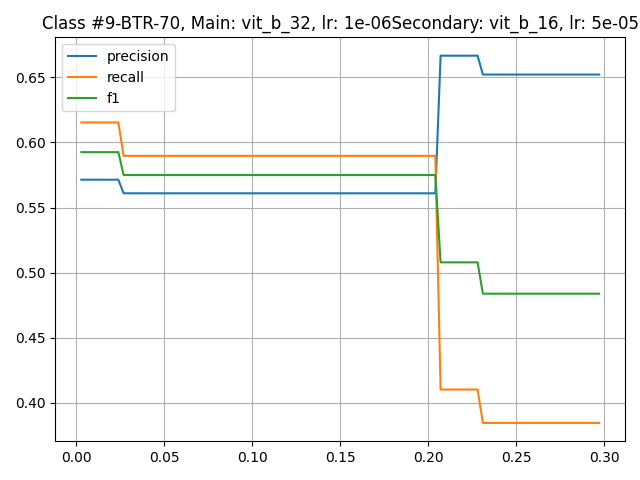 Class #9-BTR-70, Main: vit_b_32, lr: 1e-06Secondary: vit_b_16, lr: 5e-05
precision
recall
f1
0.65
0.60
0.55
0.50
0.45
0.40
0.00 0.05 0.10 0.15 0.20 0.25 0.30